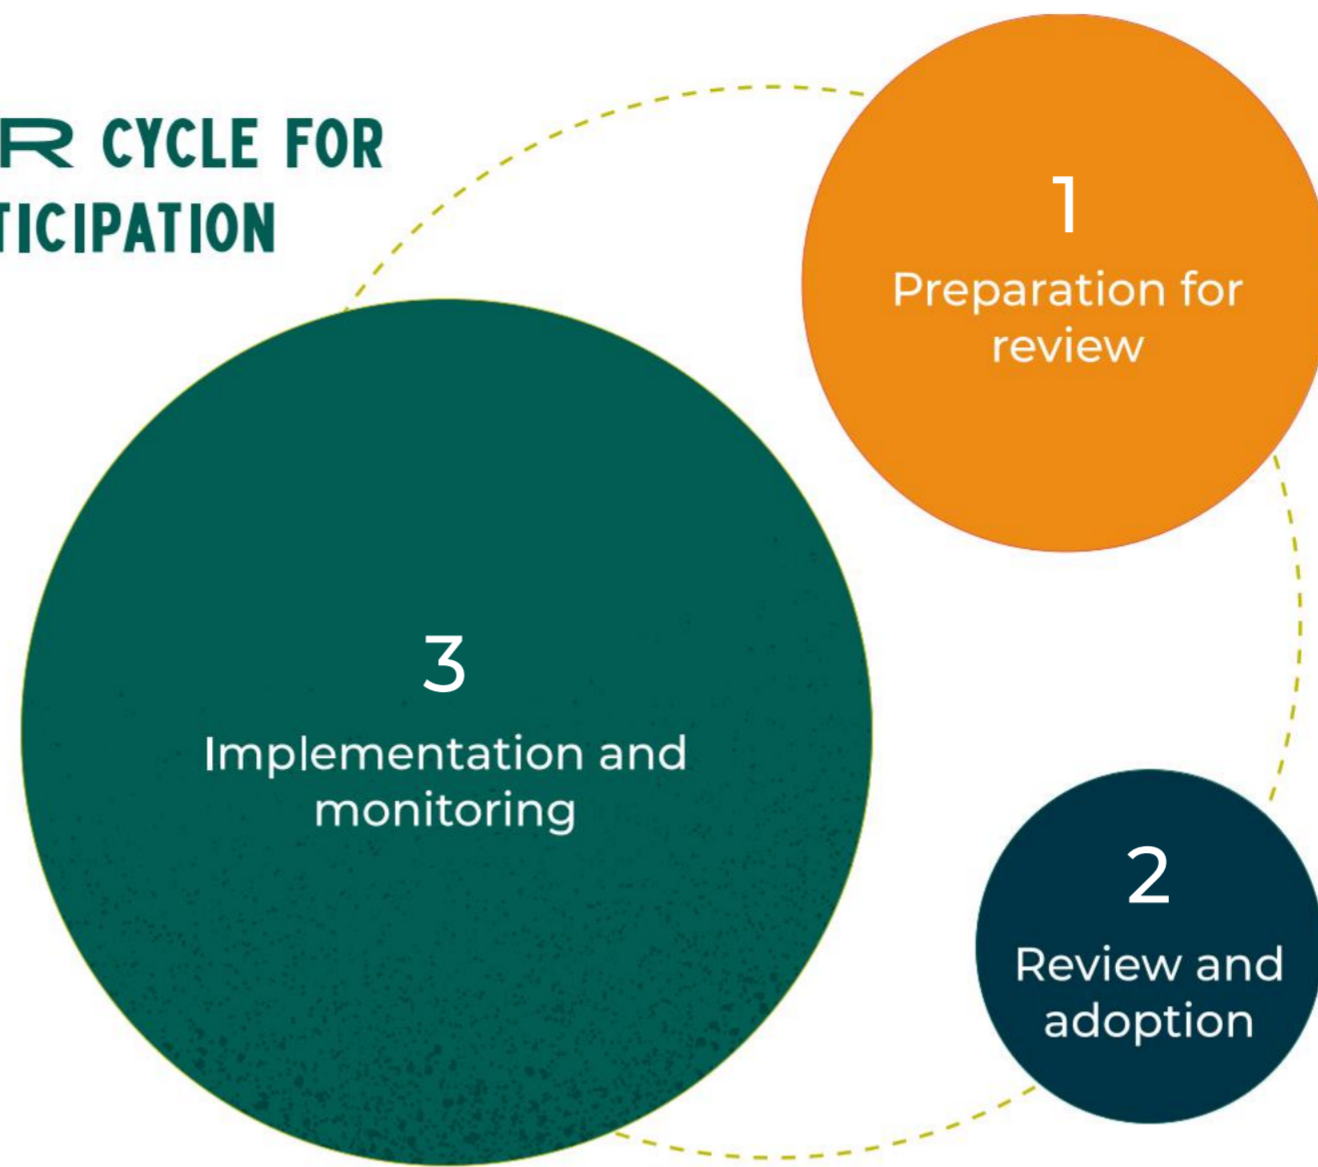 R CYCLE FOR
TICIPATION
1
Preparation for
review
3
Implementation and
monitoring
2
Review and
adoption